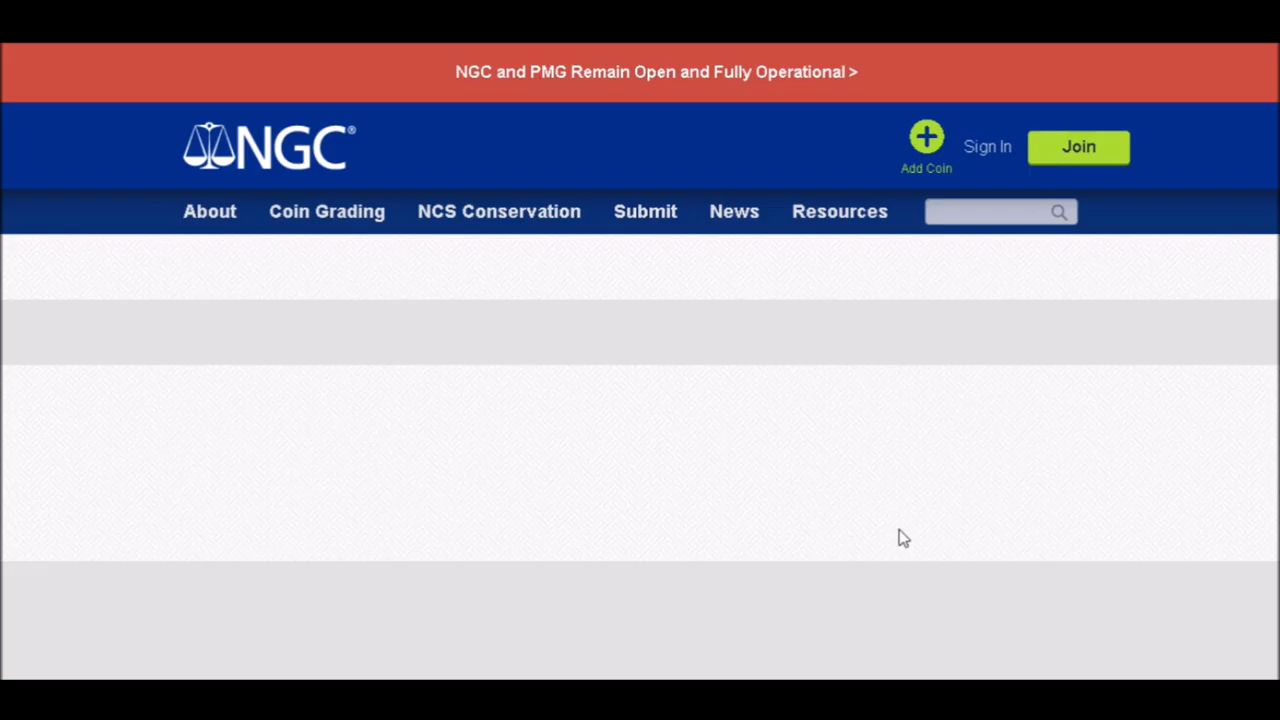 NGC and PMG Remain Open and Fully Operational >
NGC®
Add Coin
Sign In
Join
About
Coin Grading
NCS Conservation
Submit
News
Resources